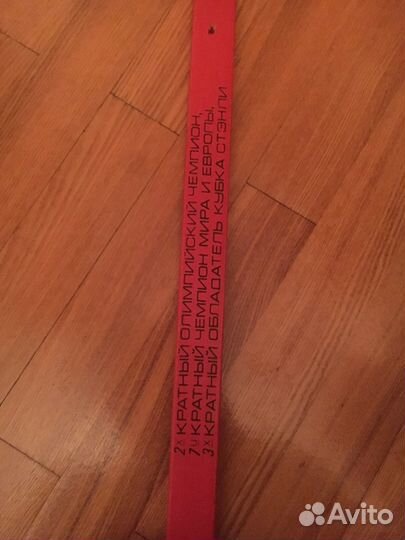 2х КРАТНЫЙ ОЛИМПИЙСКИЙ ЧЕМПИОН,
7и КРАТНЫЙ ЧЕМПИОН МИРА И ЕВРОПЫ,
3х КРАТНЫЙ ОБЛАДАТЕЛЬ КУБКА СТЭНЛИ
Avito